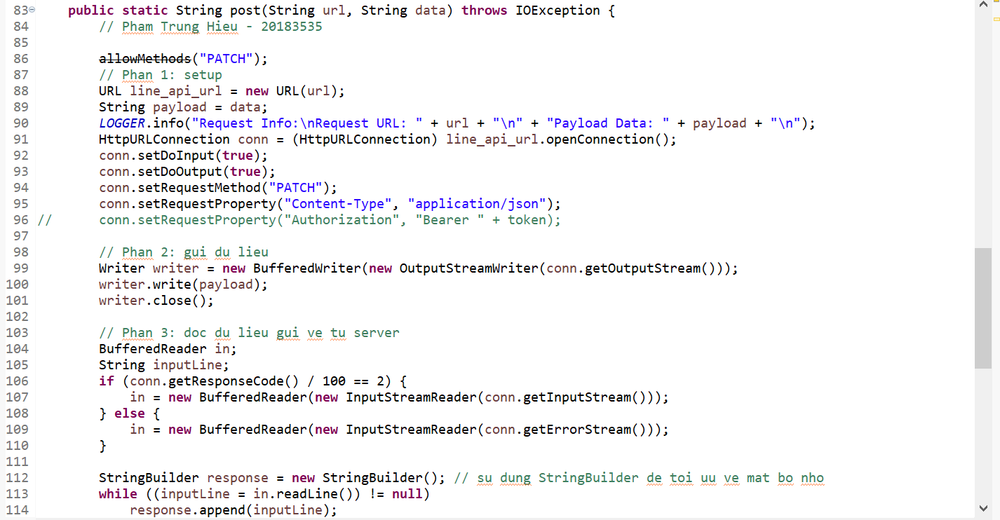 83 public static String post(String url, String data) throws IOException {
84 // Pham Trung Hieu - 20183535
85
86 allowMethods("PATCH");
87 // Phan 1: setup
88 URL line_api_url = new URL(url);
89 String payload = data;
90 LOGGER.info("Request Info:\nRequest URL: " + url + "\n" + "Payload Data: " + payload + "\n");
91 HttpURLConnection conn = (HttpURLConnection) line_api_url.openConnection();
92 conn.setDoInput(true);
93 conn.setDoOutput(true);
94 conn.setRequestMethod("PATCH");
95 conn.setRequestProperty("Content-Type", "application/json");
96 // conn.setRequestProperty("Authorization", "Bearer " + token);
97
98 // Phan 2: gui du lieu
99 Writer writer = new BufferedWriter(new OutputStreamWriter(conn.getOutputStream()));
100 writer.write(payload);
101 writer.close();
102
103 // Phan 3: doc du lieu gui ve tu server
104 BufferedReader in;
105 String inputLine;
106 if (conn.getResponseCode() / 100 == 2) {
107 in = new BufferedReader(new InputStreamReader(conn.getInputStream()));
108 } else {
109 in = new BufferedReader(new InputStreamReader(conn.getErrorStream()));
110 }
111
112 StringBuilder response = new StringBuilder(); // su dung StringBuilder de toi uu ve mat bo nho
113 while ((inputLine = in.readLine()) != null)
114 response.append(inputLine);